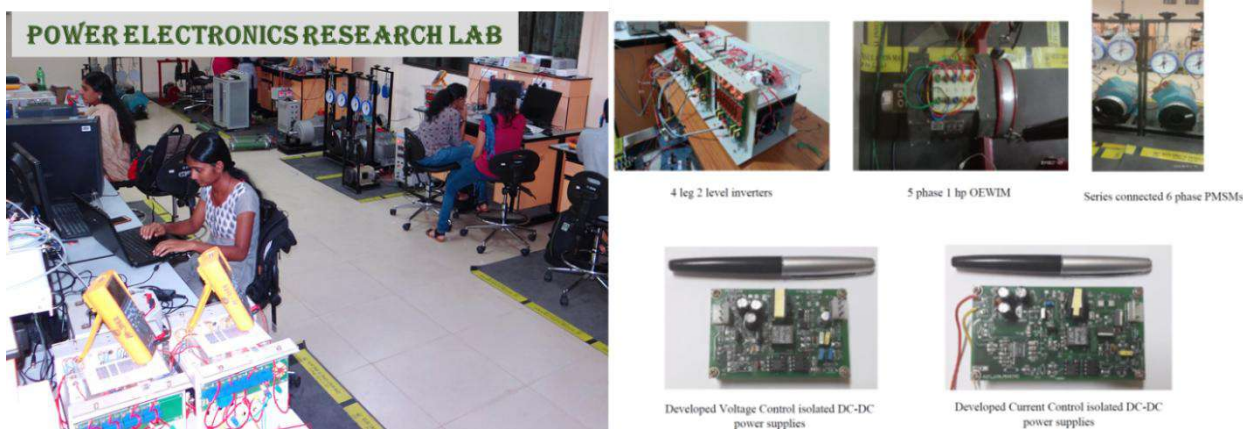 POWER ELECTRONICS RESEARCH LAB
4 leg 2 level inverters
5 phase 1 hp OEWIM
Series connected 6 phase PMSMs
Developed Voltage Control isolated DC-DC
power supplies
Developed Current Control isolated DC-DC
power supplies